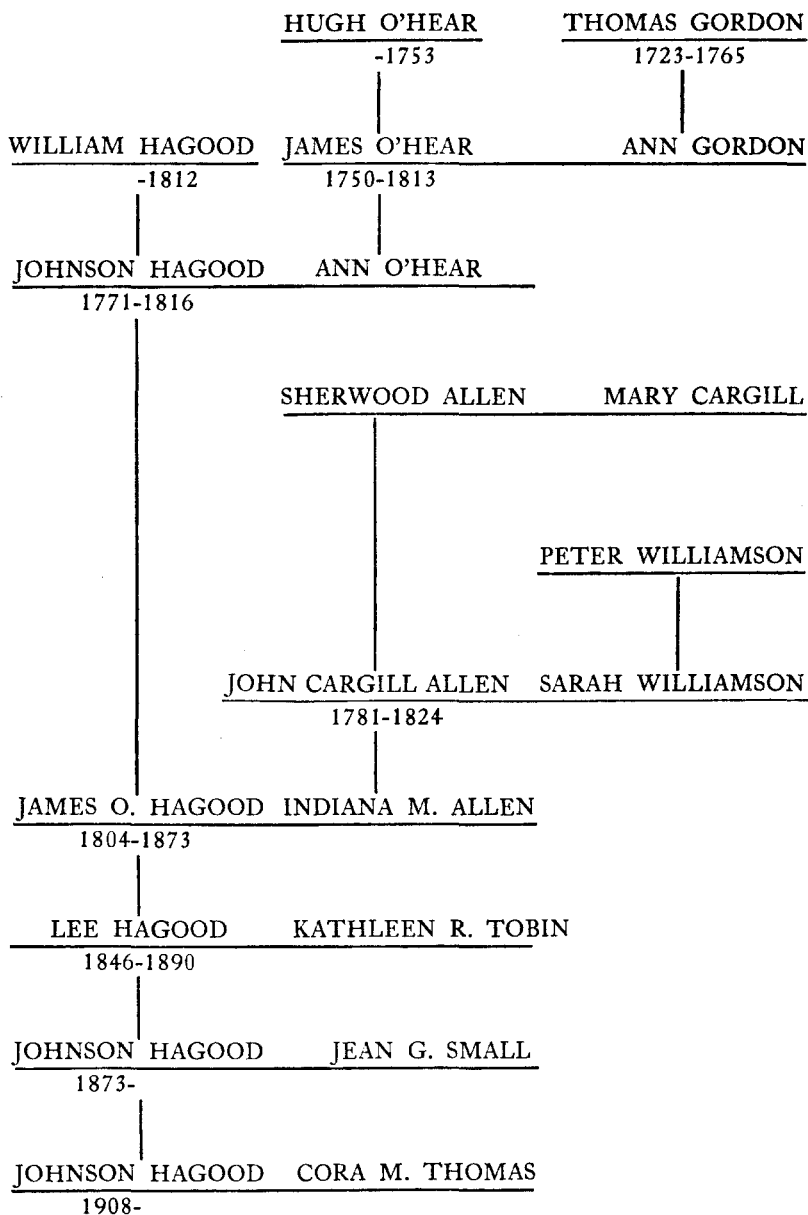 HUGH O'HEAR THOMAS GORDON
-1753 1723-1765
WILLIAM HAGOOD JAMES O'HEAR ANN GORDON
-1812 1750-1813
JOHNSON HAGOOD ANN O'HEAR
1771-1816
SHERWOOD ALLEN MARY CARGILL
PETER WILLIAMSON
JOHN CARGILL ALLEN SARAH WILLIAMSON
1781-1824
JAMES O. HAGOOD INDIANA M. ALLEN
1804-1873
LEE HAGOOD KATHLEEN R. TOBIN
1846-1890
JOHNSON HAGOOD JEAN G. SMALL
1873-
JOHNSON HAGOOD CORA M. THOMAS
1908-